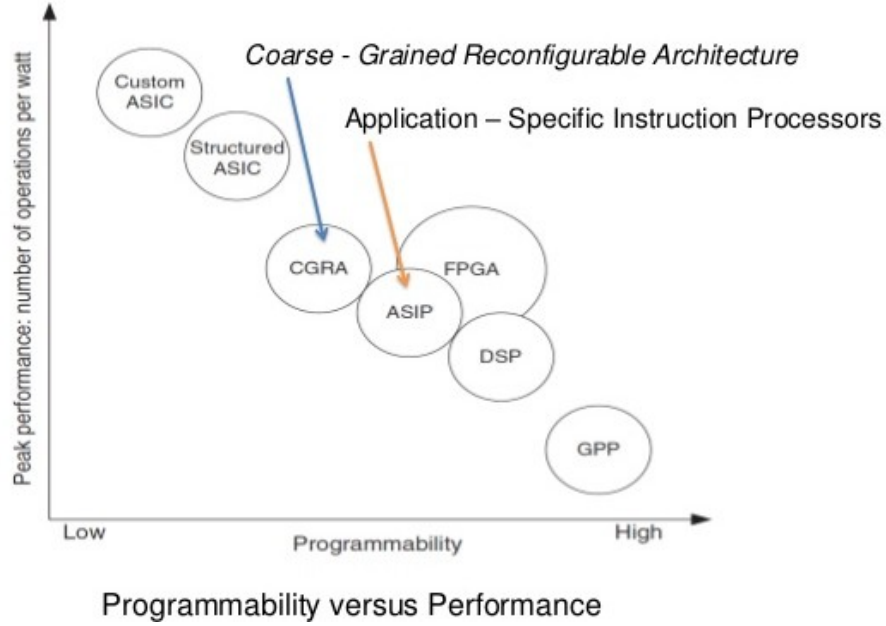 Coarse - Grained Reconfigurable Architecture
Application – Specific Instruction Processors
Peak performance: number of operations per watt
Custom
ASIC
Structured
ASIC
CGRA
FPGA
ASIP
DSP
GPP
Low
High
Programmability
Programmability versus Performance